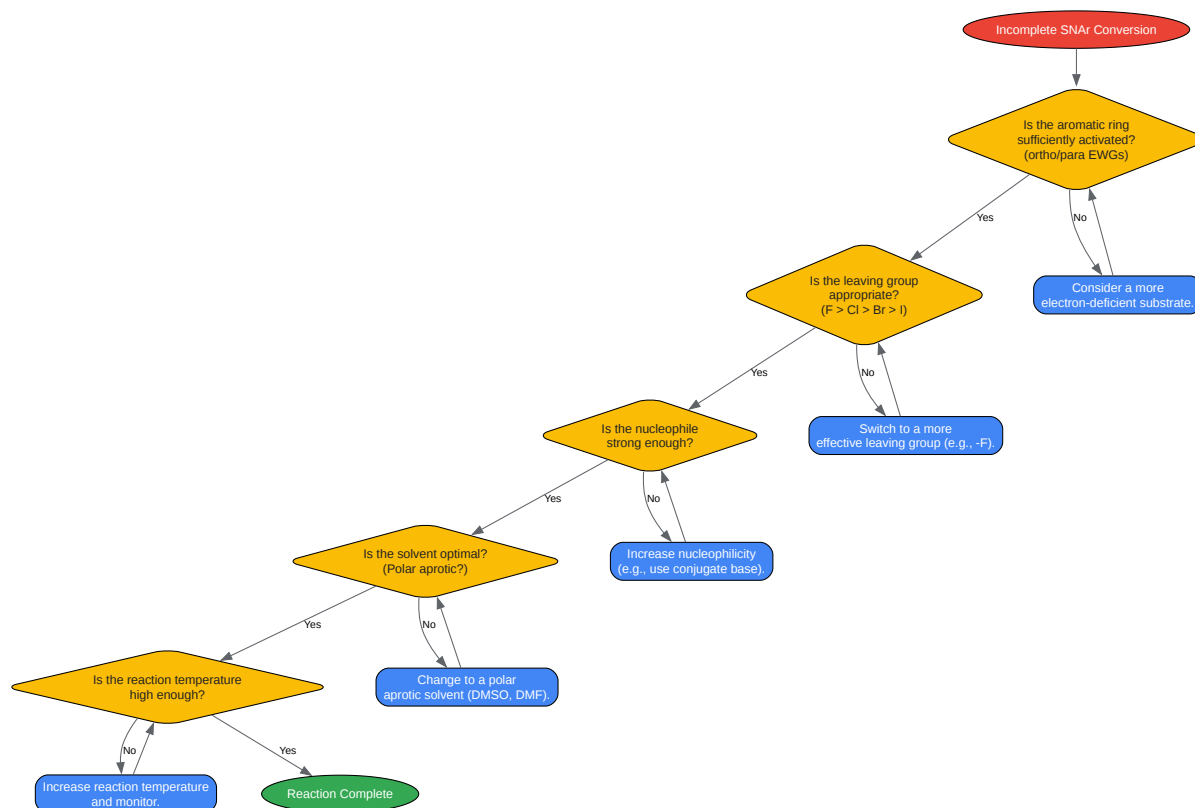 Incomplete SNAr Conversion
Is the aromatic ring
sufficiently activated?
(ortho/para EWGs)
Yes
No
Consider a more
electron-deficient substrate.
Is the leaving group
appropriate?
(F > Cl > Br > I)
Yes
No
Switch to a more
effective leaving group (e.g., -F).
Is the nucleophile
strong enough?
Yes
No
Increase nucleophilicity
(e.g., use conjugate base).
Is the solvent optimal?
(Polar aprotic?)
Yes
No
Change to a polar
aprotic solvent (DMSO, DMF).
Is the reaction temperature
high enough?
No
Yes
Increase reaction temperature
and monitor.
Reaction Complete